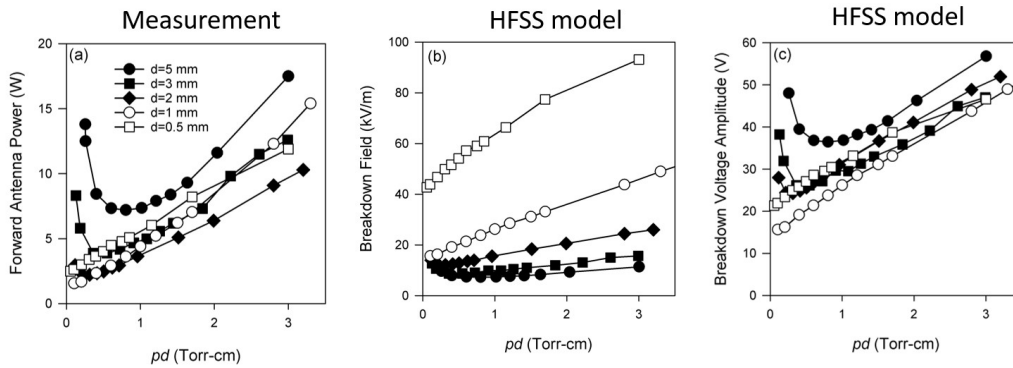 Measurement
HFSS model
HFSS model
(a)
d=5 mm
d=3 mm
d=2 mm
d=1 mm
d=0.5 mm
Forward Antenna Power (W)
20
15
10
5
0
0 1 2 3
pd (Torr-cm)
(b)
Breakdown Field (kV/m)
100
80
60
40
20
0
0 1 2 3
pd (Torr-cm)
(c)
Breakdown Voltage Amplitude (V)
60
50
40
30
20
10
0
0 1 2 3
pd (Torr-cm)